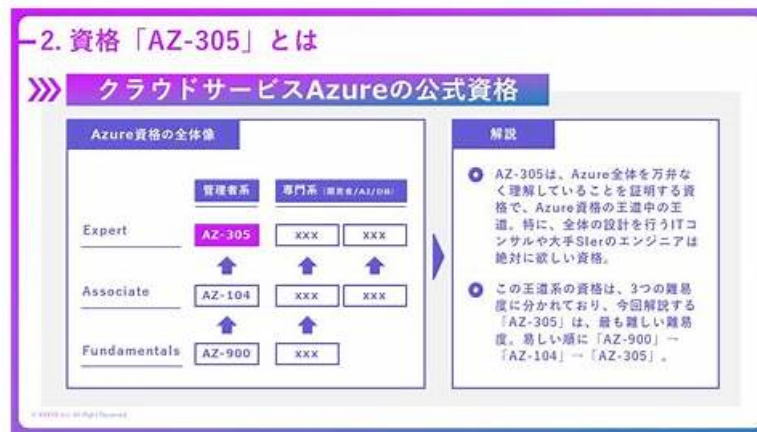 2. 資格「AZ-305」とは
クラウドサービスAzureの公式資格
Azure資格の全体像
管理者系 専門系（開発者/AI/DB）
Expert AZ-305 xxx xxx
Associate AZ-104 xxx xxx
Fundamentals AZ-900 xxx
解説
AZ-305は、Azure全体を万弁な
く理解していることを証明する資
格で、Azure資格の王道中の王
道。特に、全体の設計を行うITコ
ンサルや大手SIerのエンジニアは
絶対に欲しい資格。
この王道系の資格は、3つの難易
度に分かれており、今回解説する
「AZ-305」は、最も難しい難易
度。易しい順に「AZ-900」→
「AZ-104」→「AZ-305」。
All Right Reserved